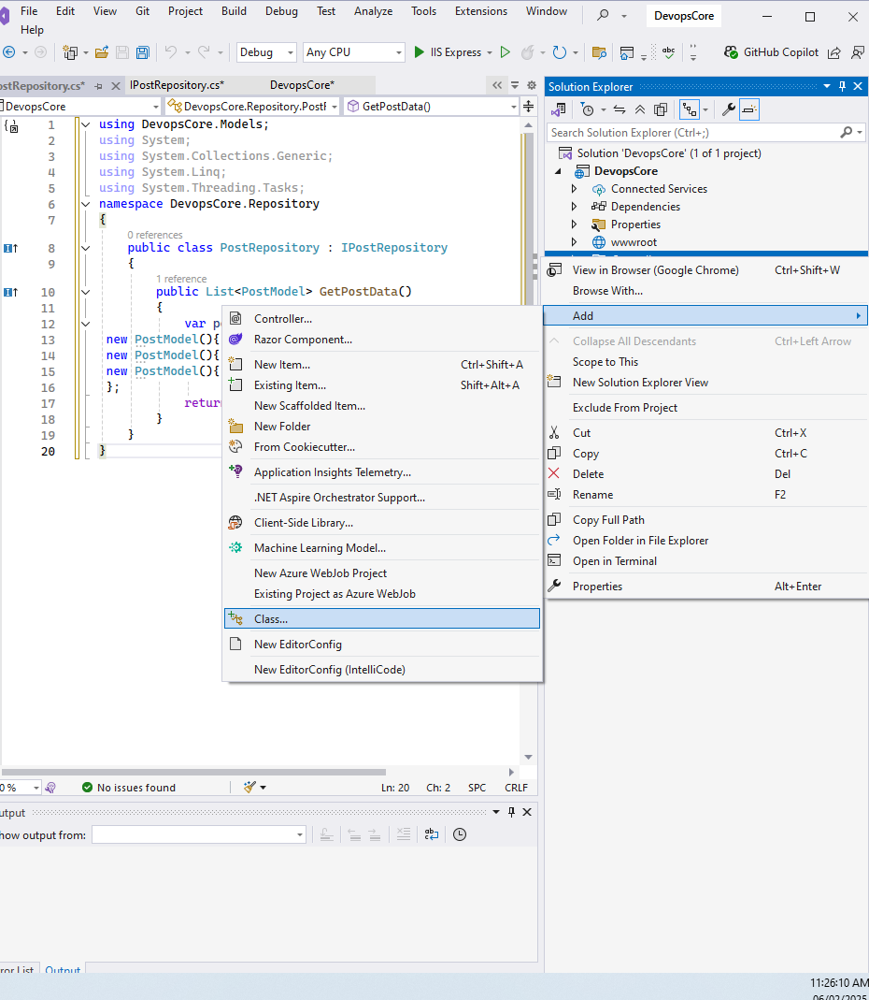 File Edit View Git Project Build Debug Test Analyze Tools Extensions Window DevopsCore
Help
Debug Any CPU IIS Express GitHub Copilot
ostRepository.cs* IPostRepository.cs* DevopsCore*
DevopsCore DevopsCore.Repository.PostF GetPostData()
1 using DevopsCore.Models;
2 using System;
3 using System.Collections.Generic;
4 using System.Linq;
5 using System.Threading.Tasks;
6 namespace DevopsCore.Repository
7 {
0 references
8 public class PostRepository : IPostRepository
9 {
1 reference
10 public List<PostModel> GetPostData()
11 {
12 var p
13 new PostModel(){
14 new PostModel(){
15 new PostModel(){
16 };
17 retur
18 }
19 }
20 }
Controller...
Razor Component...
New Item... Ctrl+Shift+A
Existing Item... Shift+Alt+A
New Scaffolded Item...
New Folder
From Cookiecutter...
Application Insights Telemetry...
.NET Aspire Orchestrator Support...
Client-Side Library...
Machine Learning Model...
New Azure WebJob Project
Existing Project as Azure WebJob
Class...
New EditorConfig
New EditorConfig (IntelliCode)
Solution Explorer
Search Solution Explorer (Ctrl+;)
Solution 'DevopsCore' (1 of 1 project)
DevopsCore
Connected Services
Dependencies
Properties
wwwroot
View in Browser (Google Chrome) Ctrl+Shift+W
Browse With...
Add
Collapse All Descendants Ctrl+Left Arrow
Scope to This
New Solution Explorer View
Exclude From Project
Cut Ctrl+X
Copy Ctrl+C
Delete Del
Rename F2
Copy Full Path
Open Folder in File Explorer
Open in Terminal
Properties Alt+Enter
0 % No issues found Ln: 20 Ch: 2 SPC CRLF
utput
how output from:
ror List Output
11:26:10 AM
06/02/2025